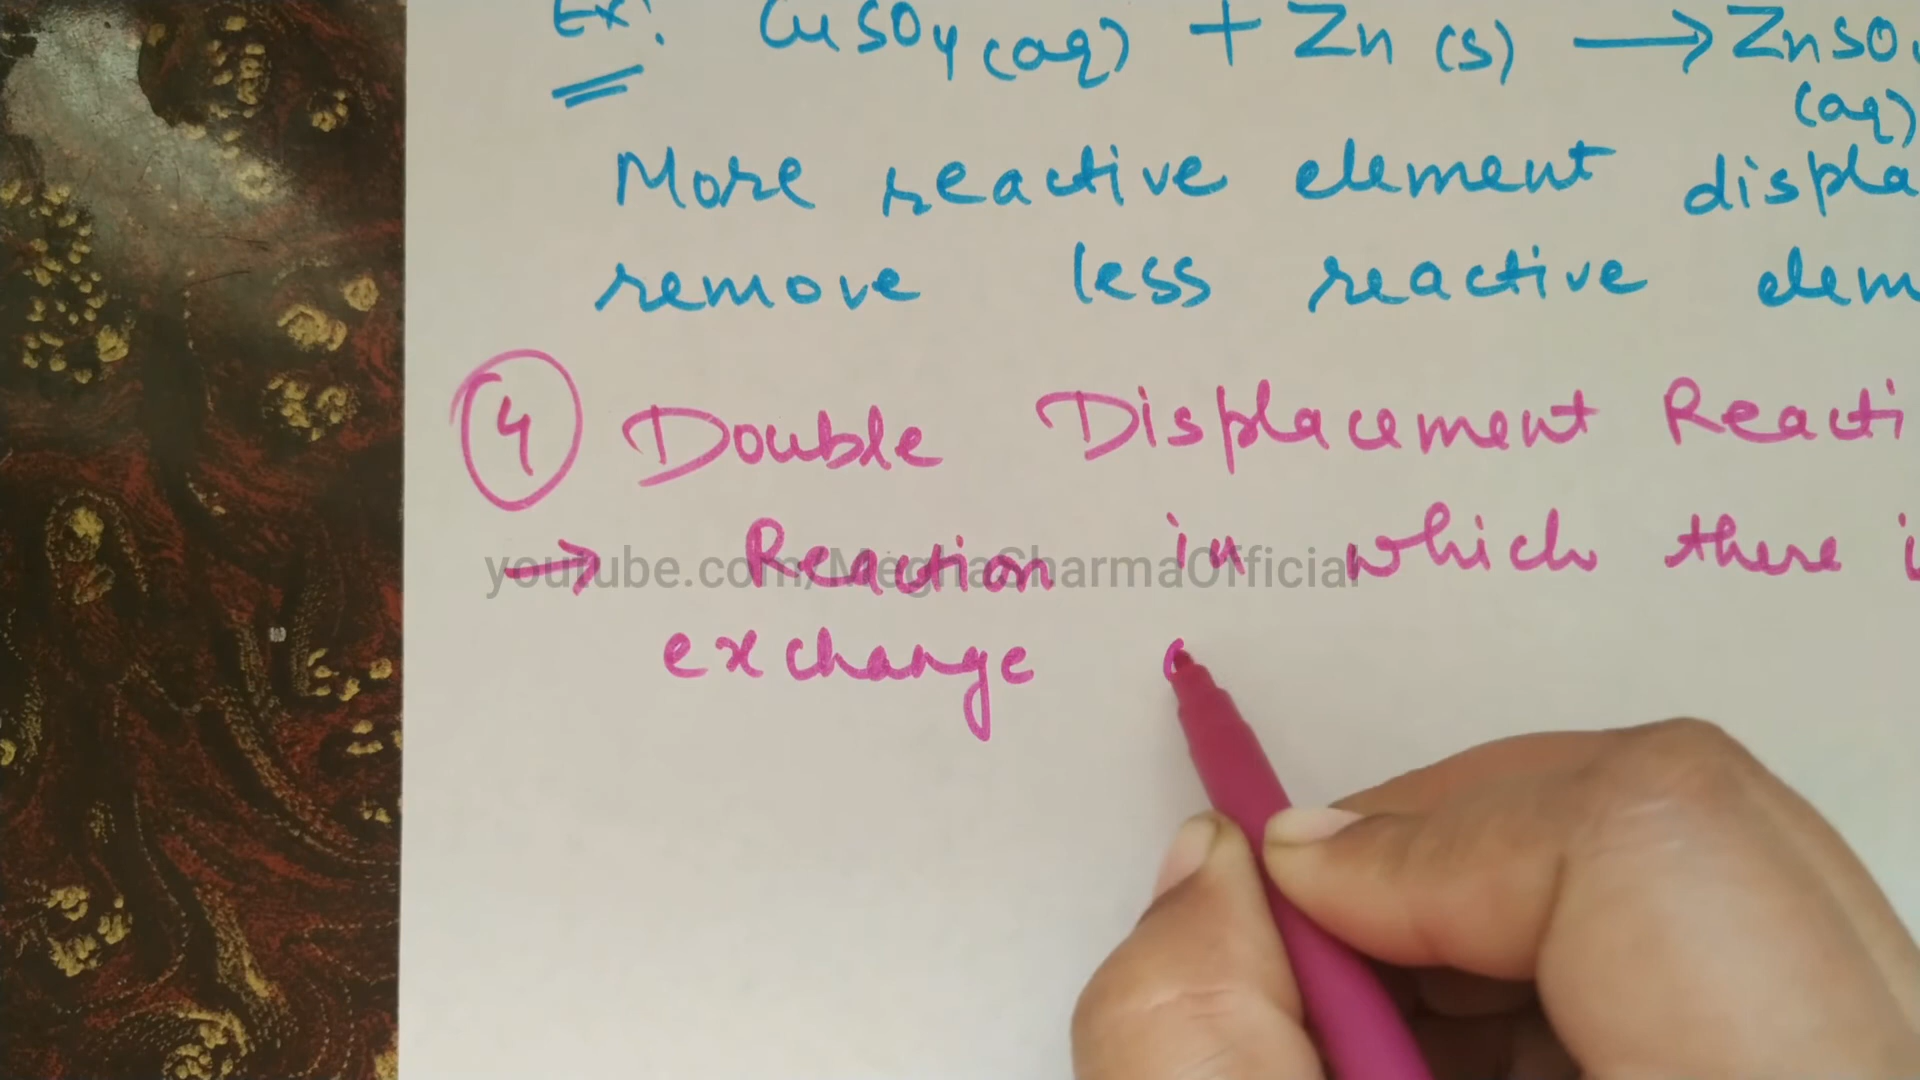 Ex: CuSO4(aq) + Zn(s) → ZnSO
(aq)
More reactive element displa
remove less reactive elem
4 Double Displacement Reacti
→ Reaction in which there i
youtube.com/MeghaSharmaOfficial
exchange o